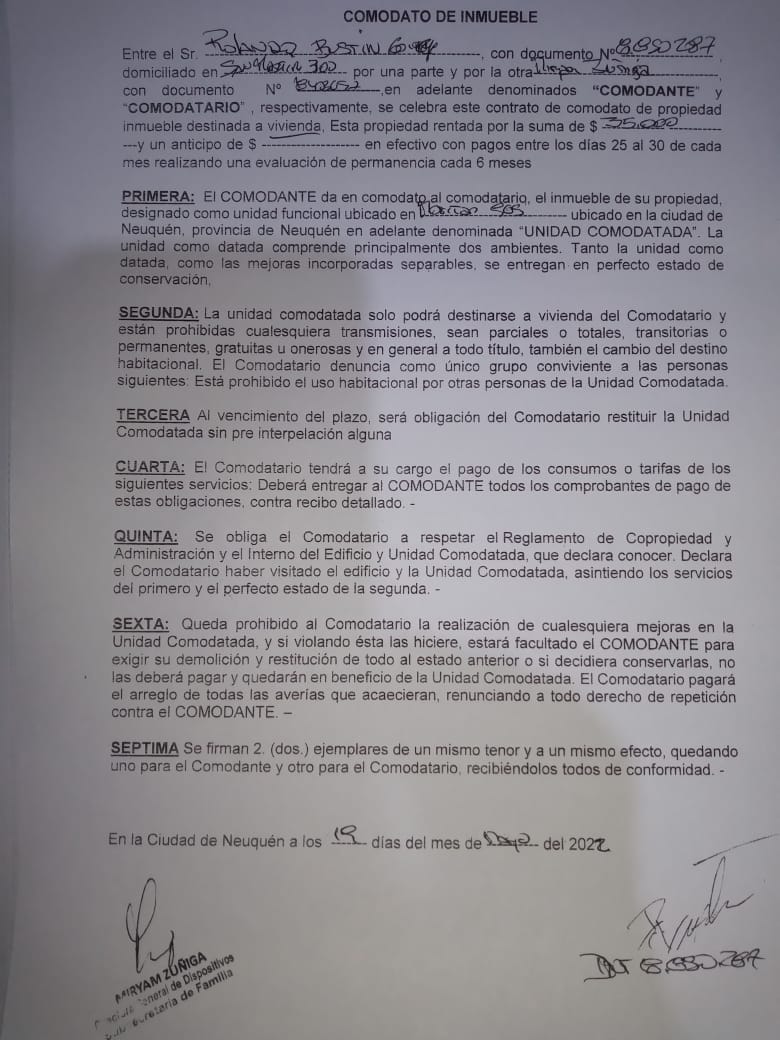 COMODATO DE INMUEBLE
Entre el Sr. Rolando Bustin Gomez, con documento Nº 8.350287
domiciliado en San Martin 300 por una parte y por la otra Miryam Zuñiga,
con documento Nº ,en adelante denominados “COMODANTE” y
“COMODATARIO” , respectivamente, se celebra este contrato de comodato de propiedad
inmueble destinada a vivienda, Esta propiedad rentada por la suma de $ 35.000
---y un anticipo de $ -------------------- en efectivo con pagos entre los días 25 al 30 de cada
mes realizando una evaluación de permanencia cada 6 meses
PRIMERA: El COMODANTE da en comodato al comodatario, el inmueble de su propiedad,
designado como unidad funcional ubicado en ---------- ubicado en la ciudad de
Neuquén, provincia de Neuquén en adelante denominada “UNIDAD COMODATADA”. La
unidad como datada comprende principalmente dos ambientes. Tanto la unidad como
datada, como las mejoras incorporadas separables, se entregan en perfecto estado de
conservación,
SEGUNDA: La unidad comodatada solo podrá destinarse a vivienda del Comodatario y
están prohibidas cualesquiera transmisiones, sean parciales o totales, transitorias o
permanentes, gratuitas u onerosas y en general a todo título, también el cambio del destino
habitacional. El Comodatario denuncia como único grupo conviviente a las personas
siguientes: Está prohibido el uso habitacional por otras personas de la Unidad Comodatada.
TERCERA Al vencimiento del plazo, será obligación del Comodatario restituir la Unidad
Comodatada sin pre interpelación alguna
CUARTA: El Comodatario tendrá a su cargo el pago de los consumos o tarifas de los
siguientes servicios: Deberá entregar al COMODANTE todos los comprobantes de pago de
estas obligaciones, contra recibo detallado. -
QUINTA: Se obliga el Comodatario a respetar el Reglamento de Copropiedad y
Administración y el Interno del Edificio y Unidad Comodatada, que declara conocer. Declara
el Comodatario haber visitado el edificio y la Unidad Comodatada, asintiendo los servicios
del primero y el perfecto estado de la segunda. -
SEXTA: Queda prohibido al Comodatario la realización de cualesquiera mejoras en la
Unidad Comodatada, y si violando ésta las hiciere, estará facultado el COMODANTE para
exigir su demolición y restitución de todo al estado anterior o si decidiera conservarlas, no
las deberá pagar y quedarán en beneficio de la Unidad Comodatada. El Comodatario pagará
el arreglo de todas las averías que acaecieran, renunciando a todo derecho de repetición
contra el COMODANTE. –
SEPTIMA Se firman 2. (dos.) ejemplares de un mismo tenor y a un mismo efecto, quedando
uno para el Comodante y otro para el Comodatario, recibiéndolos todos de conformidad. -
En la Ciudad de Neuquén a los 19 días del mes de Mayo del 2022
MIRYAM ZUÑIGA
General de Dispositivos
Subsecretaría de Familia